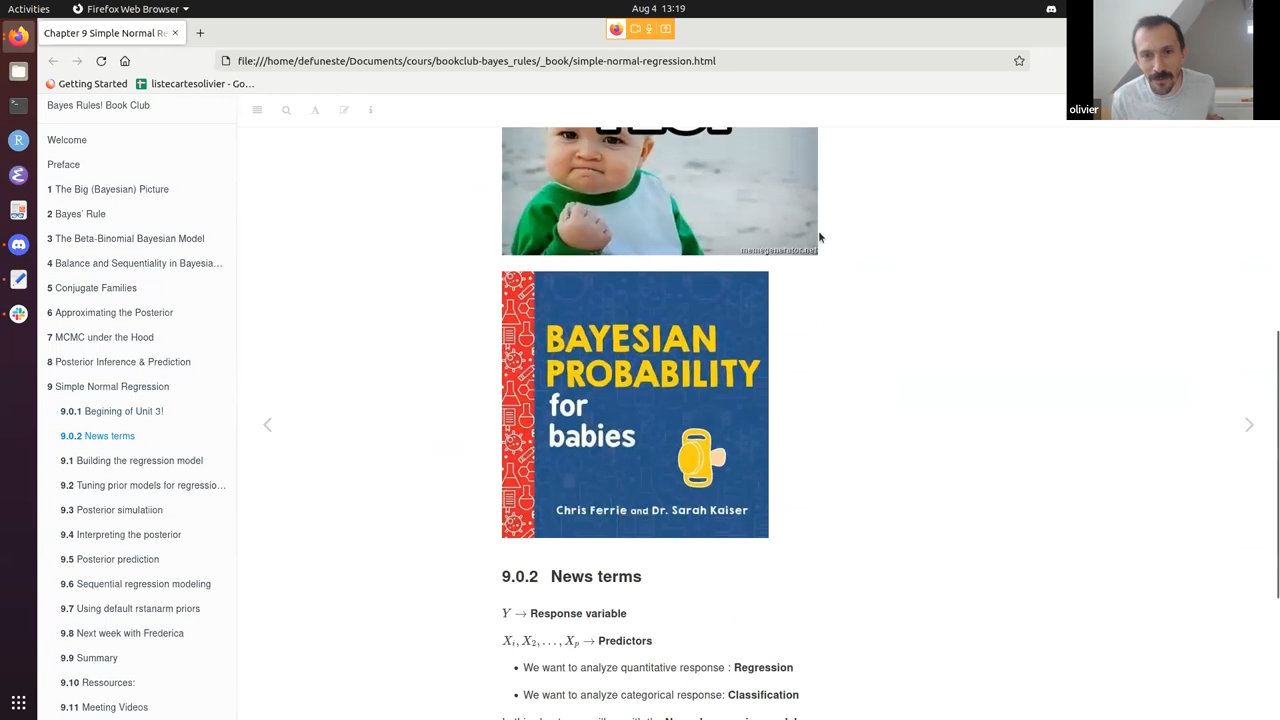 Activities
Firefox Web Browser
Aug 4 13:19
Chapter 9 Simple Normal Re
file:///home/defuneste/Documents/cours/bookclub-bayes_rules/_book/simple-normal-regression.html
Getting Started
listecartesolivier - Go…
olivier
Bayes Rules! Book Club
Welcome
Preface
1 The Big (Bayesian) Picture
2 Bayes' Rule
3 The Beta-Binomial Bayesian Model
4 Balance and Sequentiality in Bayesia…
5 Conjugate Families
6 Approximating the Posterior
7 MCMC under the Hood
8 Posterior Inference & Prediction
9 Simple Normal Regression
9.0.1 Begining of Unit 3!
9.0.2 News terms
9.1 Building the regression model
9.2 Tuning prior models for regressio…
9.3 Posterior simulatiion
9.4 Interpreting the posterior
9.5 Posterior prediction
9.6 Sequential regression modeling
9.7 Using default rstanarm priors
9.8 Next week with Frederica
9.9 Summary
9.10 Ressources:
9.11 Meeting Videos
memegenerator.net
BAYESIAN
PROBABILITY
for
babies
Chris Ferrie and Dr. Sarah Kaiser
9.0.2 News terms
Y → Response variable
X_i, X_2, …, X_p → Predictors
• We want to analyze quantitative response : Regression
• We want to analyze categorical response: Classification